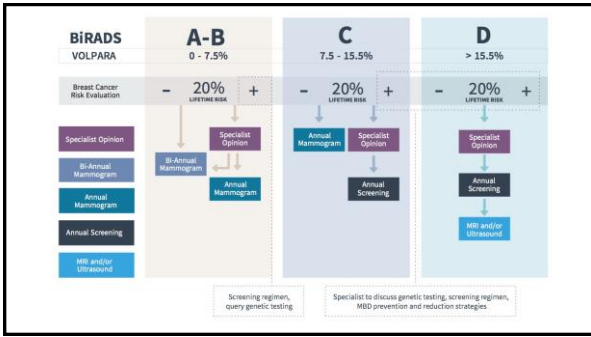 BiRADS
A-B
C
D
VOLPARA
0 - 7.5%
7.5 - 15.5%
> 15.5%
Breast Cancer
Risk Evaluation
-
20%
LIFETIME RISK
+
-
20%
LIFETIME RISK
+
-
20%
LIFETIME RISK
+
Specialist Opinion
Bi-Annual
Mammogram
Annual
Mammogram
Annual Screening
MRI and/or
Ultrasound
Specialist
Opinion
Bi-Annual
Mammogram
Annual
Mammogram
Annual
Mammogram
Specialist
Opinion
Annual
Screening
Specialist
Opinion
Annual
Screening
MRI and/or
Ultrasound
Screening regimen,
query genetic testing
Specialist to discuss genetic testing, screening regimen,
MBD prevention and reduction strategies